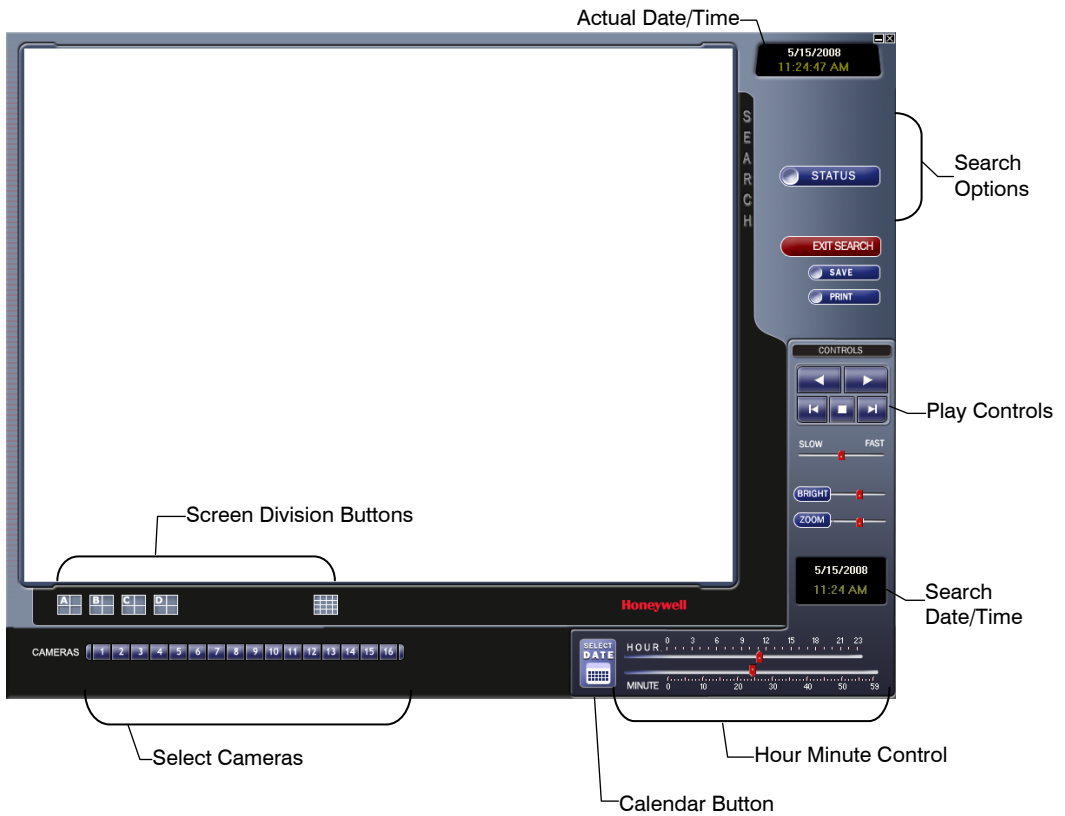 Actual Date/Time
5/15/2008
11:24:47 AM
SEARCH
STATUS
Search
Options
EXIT SEARCH
SAVE
PRINT
CONTROLS
Play Controls
SLOW FAST
BRIGHT
ZOOM
Screen Division Buttons
5/15/2008
11:24 AM
Search
Date/Time
A B C D
Honeywell
CAMERAS 1 2 3 4 5 6 7 8 9 10 11 12 13 14 15 16
SELECT
DATE
HOUR 0 3 6 9 12 15 18 21 23
MINUTE 0 10 20 30 40 50 59
Select Cameras
Hour Minute Control
Calendar Button